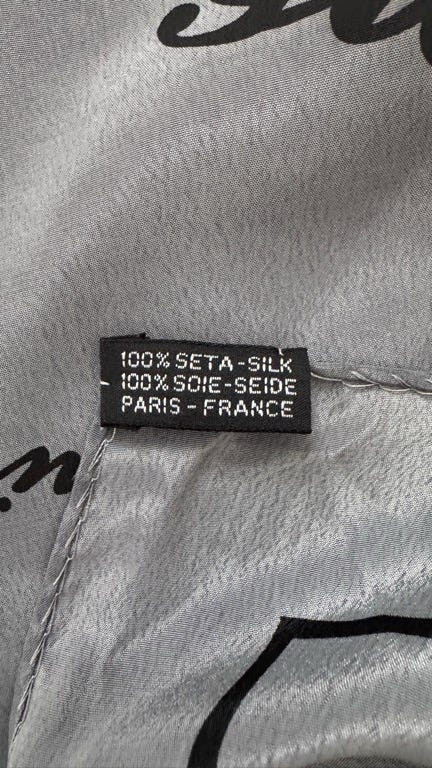 100% SETA-SILK
100% SOIE-SEIDE
PARIS - FRANCE